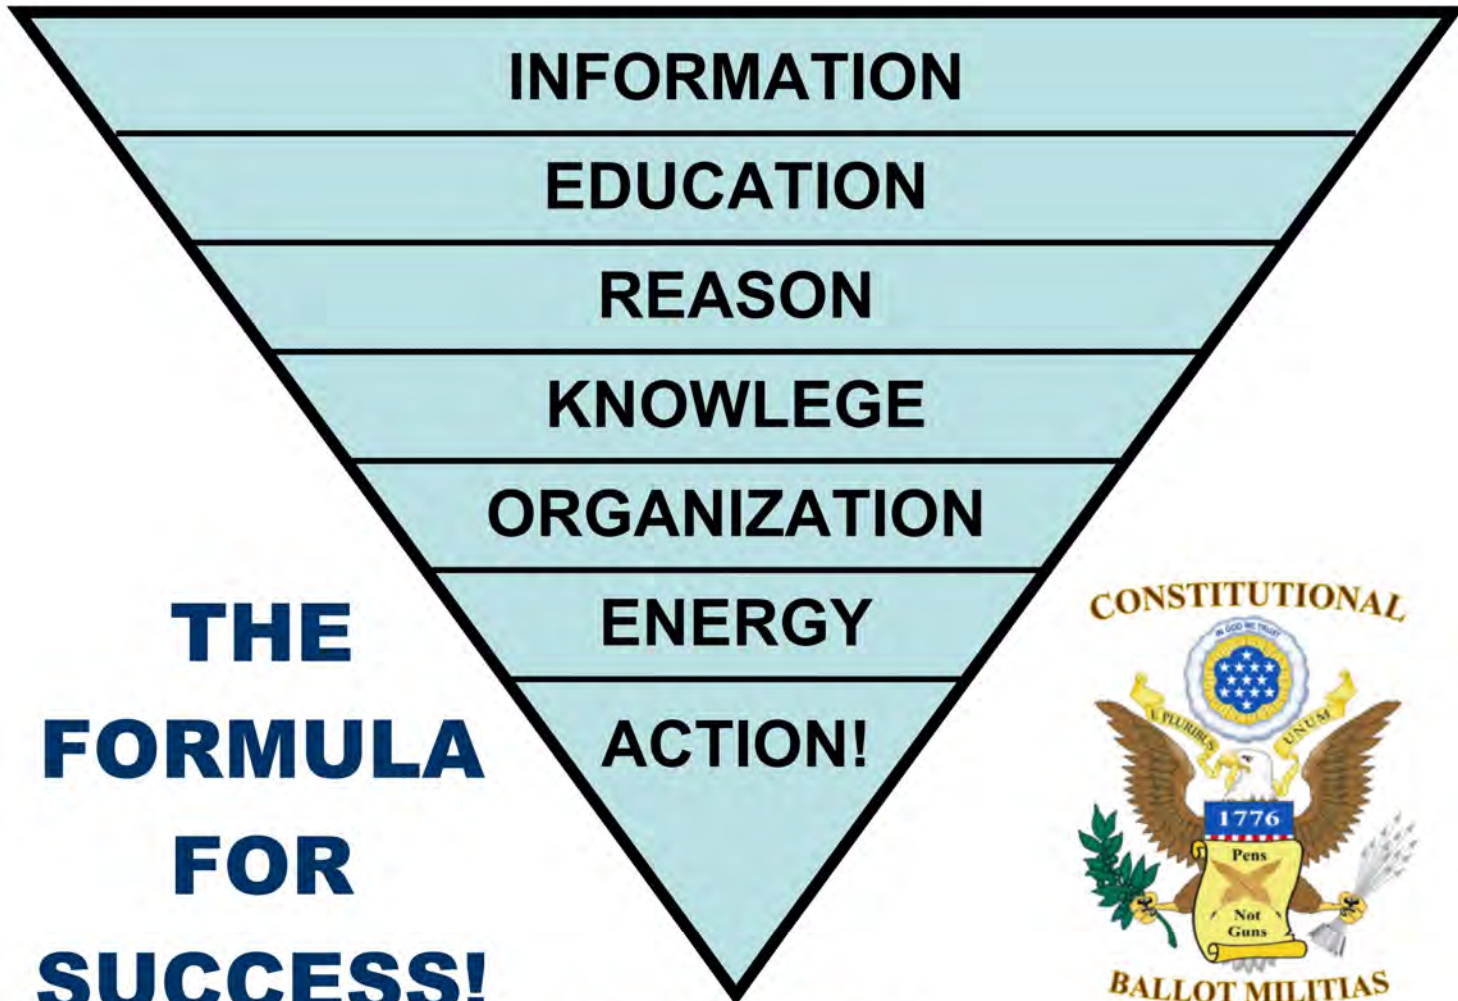 INFORMATION
EDUCATION
REASON
KNOWLEGE
ORGANIZATION
ENERGY
ACTION!
THE
FORMULA
FOR
SUCCESS!
CONSTITUTIONAL
IN GOD WE TRUST
E PLURIBUS UNUM
1776
Pens
Not
Guns
BALLOT MILITIAS